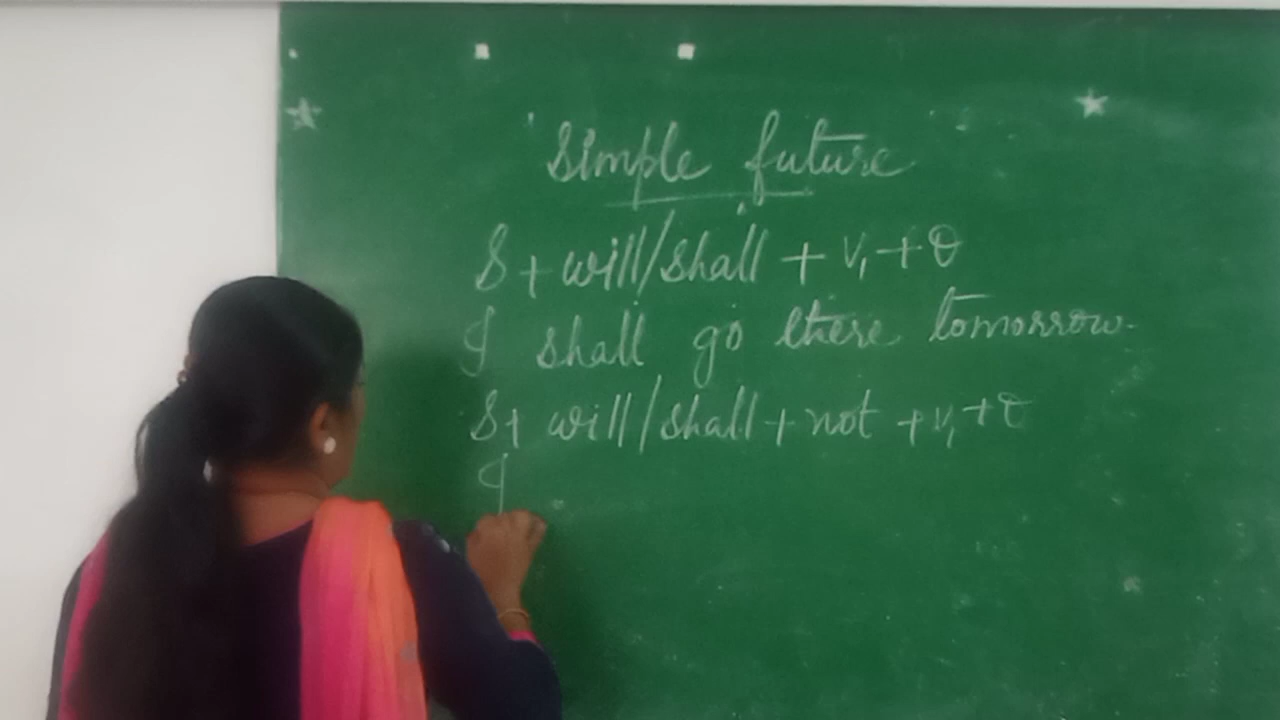 Simple future
S + will/shall + V₁ + O
I shall go there tomorrow.
S + will/shall + not + V₁ + O
I